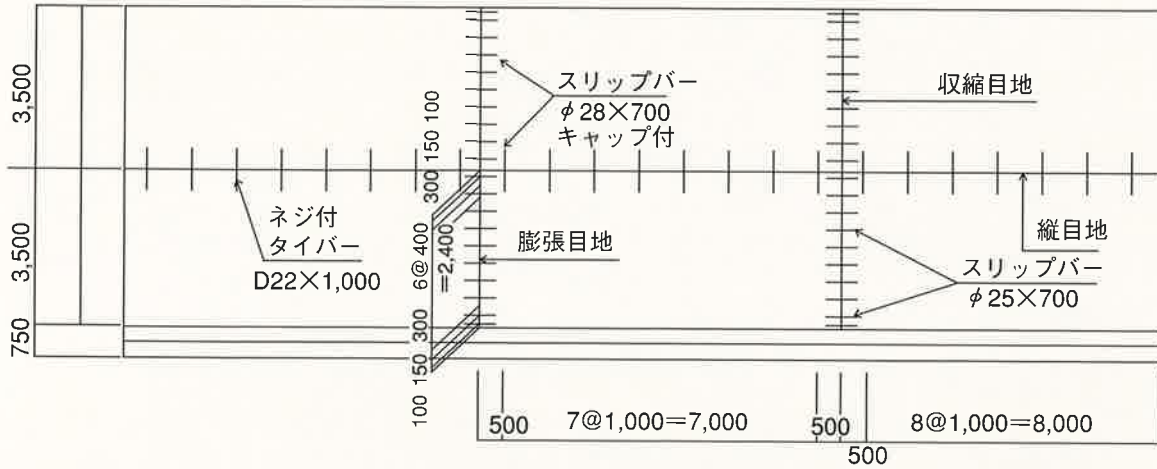 3,500
3,500
750
スリップバー
φ28×700
キャップ付
収縮目地
ネジ付
タイバー
D22×1,000
100
150
300
6@400
=2,400
300
150
100
膨張目地
縦目地
スリップバー
φ25×700
500
7@1,000=7,000
500
500
8@1,000=8,000